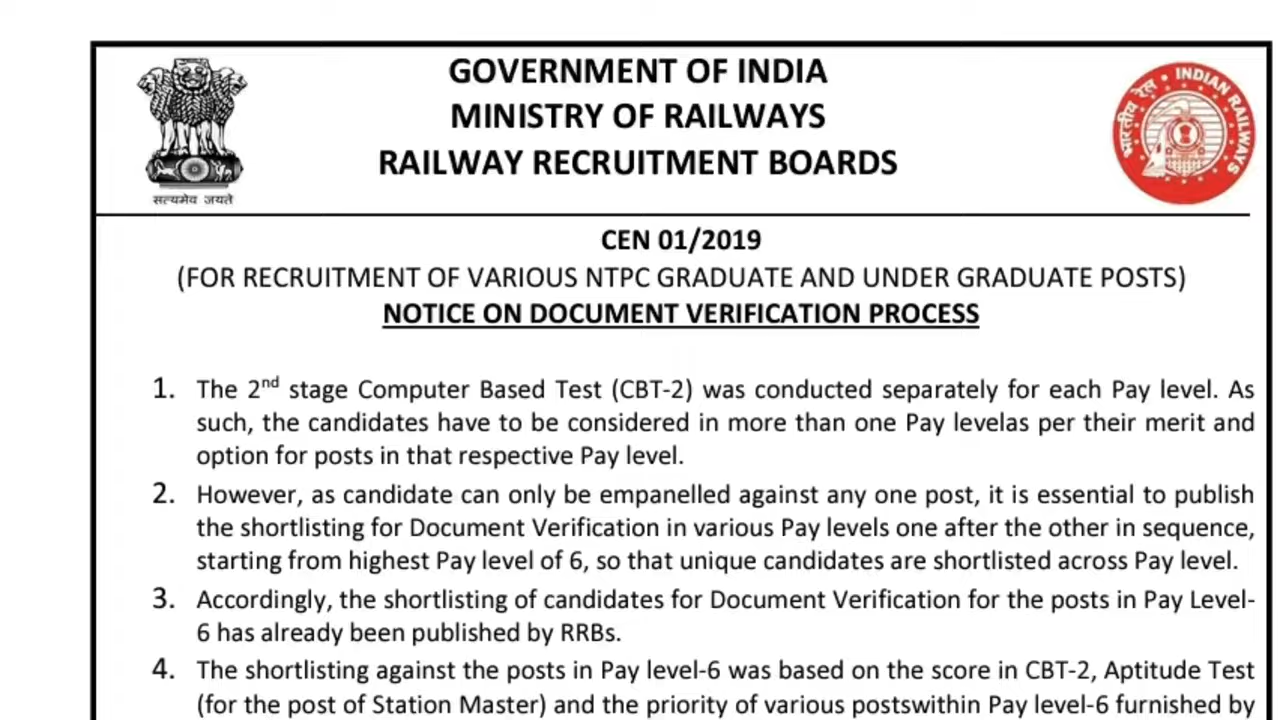 GOVERNMENT OF INDIA
MINISTRY OF RAILWAYS
RAILWAY RECRUITMENT BOARDS
सत्यमेव जयते
भारतीय रेल • INDIAN RAILWAYS
CEN 01/2019
(FOR RECRUITMENT OF VARIOUS NTPC GRADUATE AND UNDER GRADUATE POSTS)
NOTICE ON DOCUMENT VERIFICATION PROCESS
1. The 2nd stage Computer Based Test (CBT-2) was conducted separately for each Pay level. As
such, the candidates have to be considered in more than one Pay levelas per their merit and
option for posts in that respective Pay level.
2. However, as candidate can only be empanelled against any one post, it is essential to publish
the shortlisting for Document Verification in various Pay levels one after the other in sequence,
starting from highest Pay level of 6, so that unique candidates are shortlisted across Pay level.
3. Accordingly, the shortlisting of candidates for Document Verification for the posts in Pay Level-
6 has already been published by RRBs.
4. The shortlisting against the posts in Pay level-6 was based on the score in CBT-2, Aptitude Test
(for the post of Station Master) and the priority of various postswithin Pay level-6 furnished by